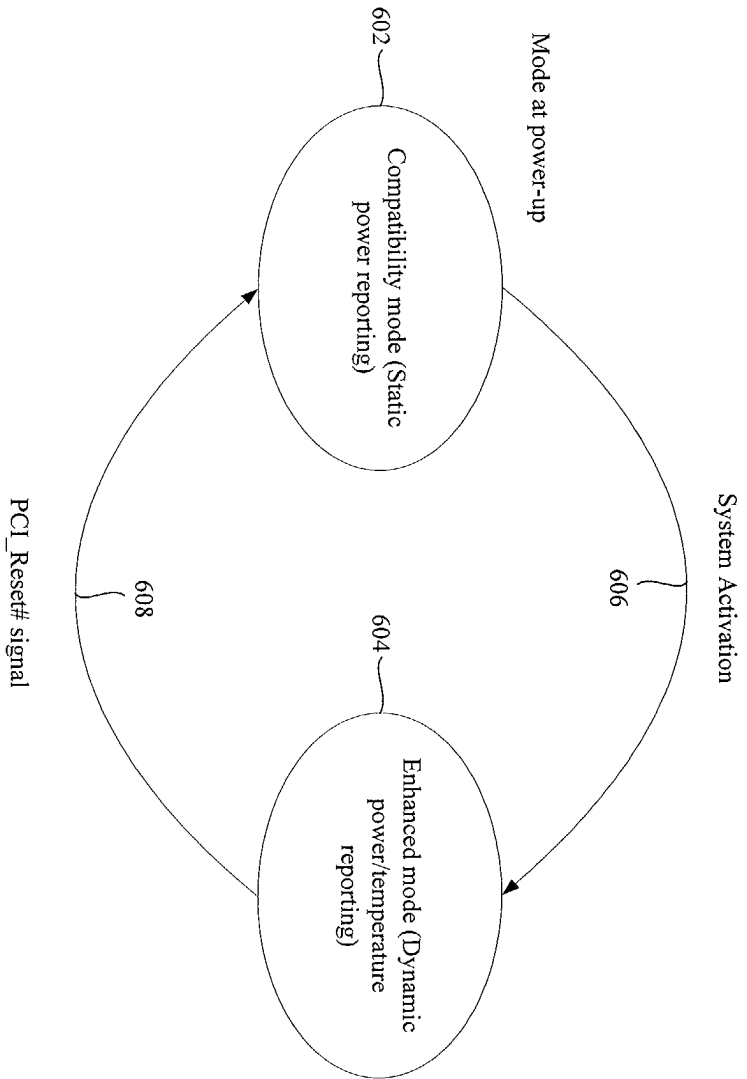 System Activation
606
Mode at power-up
602
Compatibility mode (Static
power reporting)
604
Enhanced mode (Dynamic
power/temperature
reporting)
608
PCI_Reset# signal